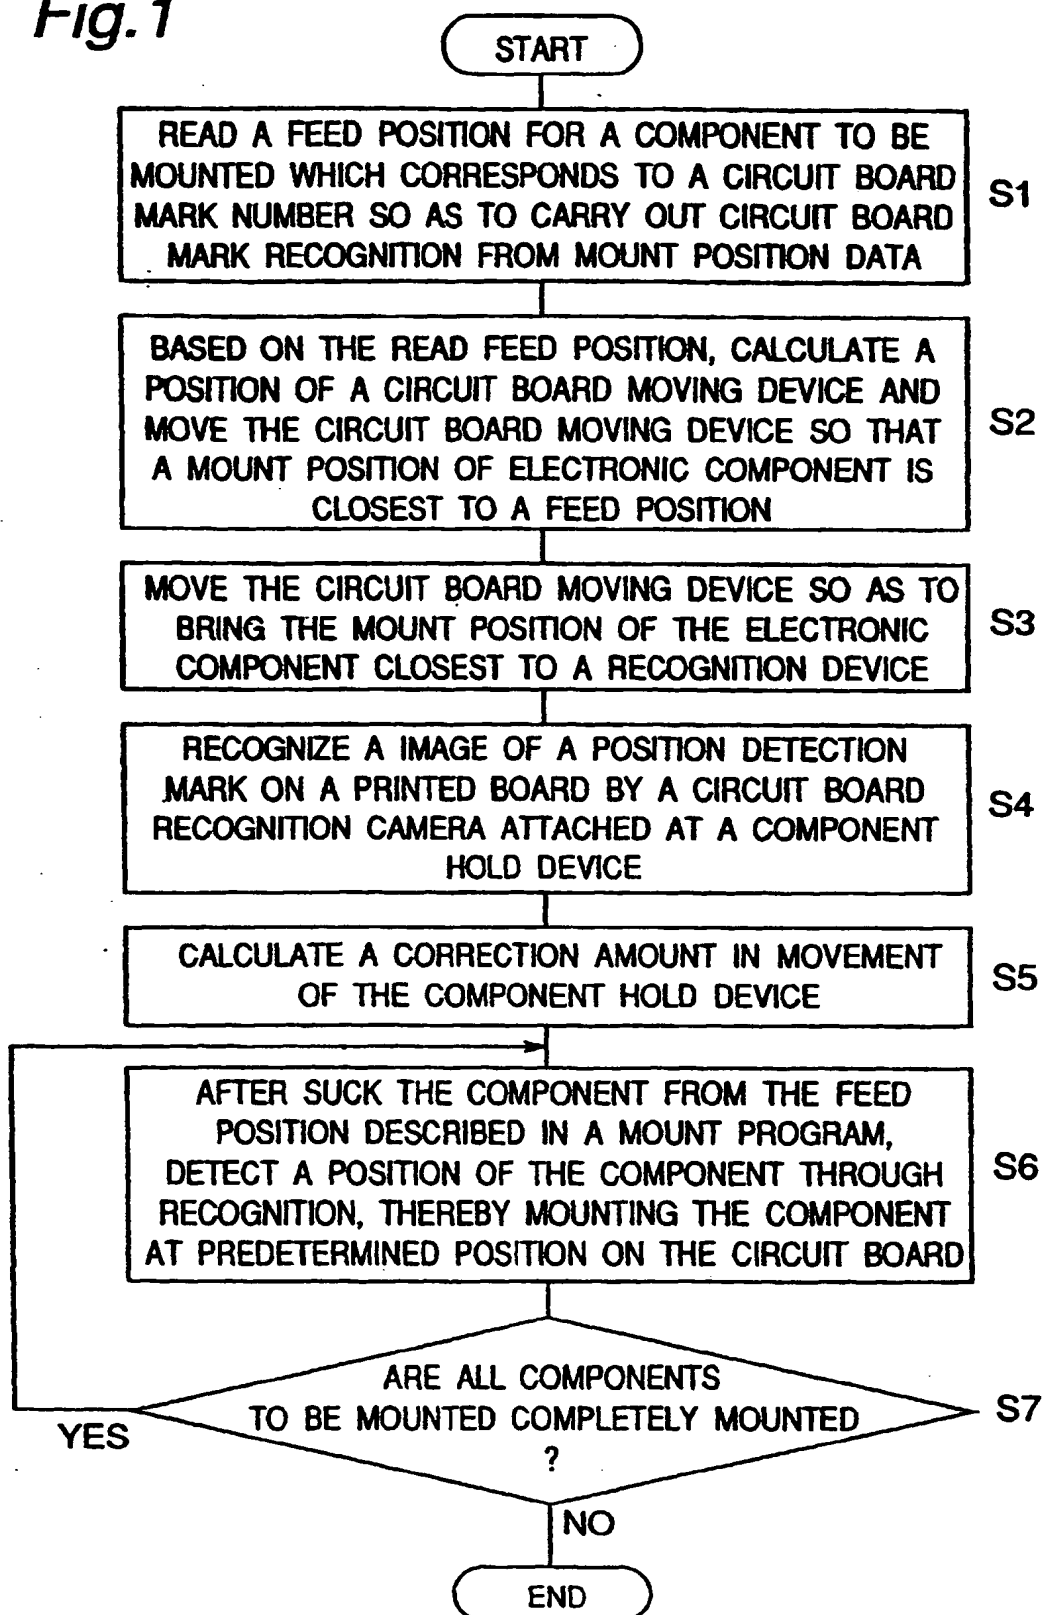 Fig.1
START
READ A FEED POSITION FOR A COMPONENT TO BE
MOUNTED WHICH CORRESPONDS TO A CIRCUIT BOARD
MARK NUMBER SO AS TO CARRY OUT CIRCUIT BOARD
MARK RECOGNITION FROM MOUNT POSITION DATA
S1
BASED ON THE READ FEED POSITION, CALCULATE A
POSITION OF A CIRCUIT BOARD MOVING DEVICE AND
MOVE THE CIRCUIT BOARD MOVING DEVICE SO THAT
A MOUNT POSITION OF ELECTRONIC COMPONENT IS
CLOSEST TO A FEED POSITION
S2
MOVE THE CIRCUIT BOARD MOVING DEVICE SO AS TO
BRING THE MOUNT POSITION OF THE ELECTRONIC
COMPONENT CLOSEST TO A RECOGNITION DEVICE
S3
RECOGNIZE A IMAGE OF A POSITION DETECTION
MARK ON A PRINTED BOARD BY A CIRCUIT BOARD
RECOGNITION CAMERA ATTACHED AT A COMPONENT
HOLD DEVICE
S4
CALCULATE A CORRECTION AMOUNT IN MOVEMENT
OF THE COMPONENT HOLD DEVICE
S5
AFTER SUCK THE COMPONENT FROM THE FEED
POSITION DESCRIBED IN A MOUNT PROGRAM,
DETECT A POSITION OF THE COMPONENT THROUGH
RECOGNITION, THEREBY MOUNTING THE COMPONENT
AT PREDETERMINED POSITION ON THE CIRCUIT BOARD
S6
ARE ALL COMPONENTS
TO BE MOUNTED COMPLETELY MOUNTED
?
S7
YES
NO
END